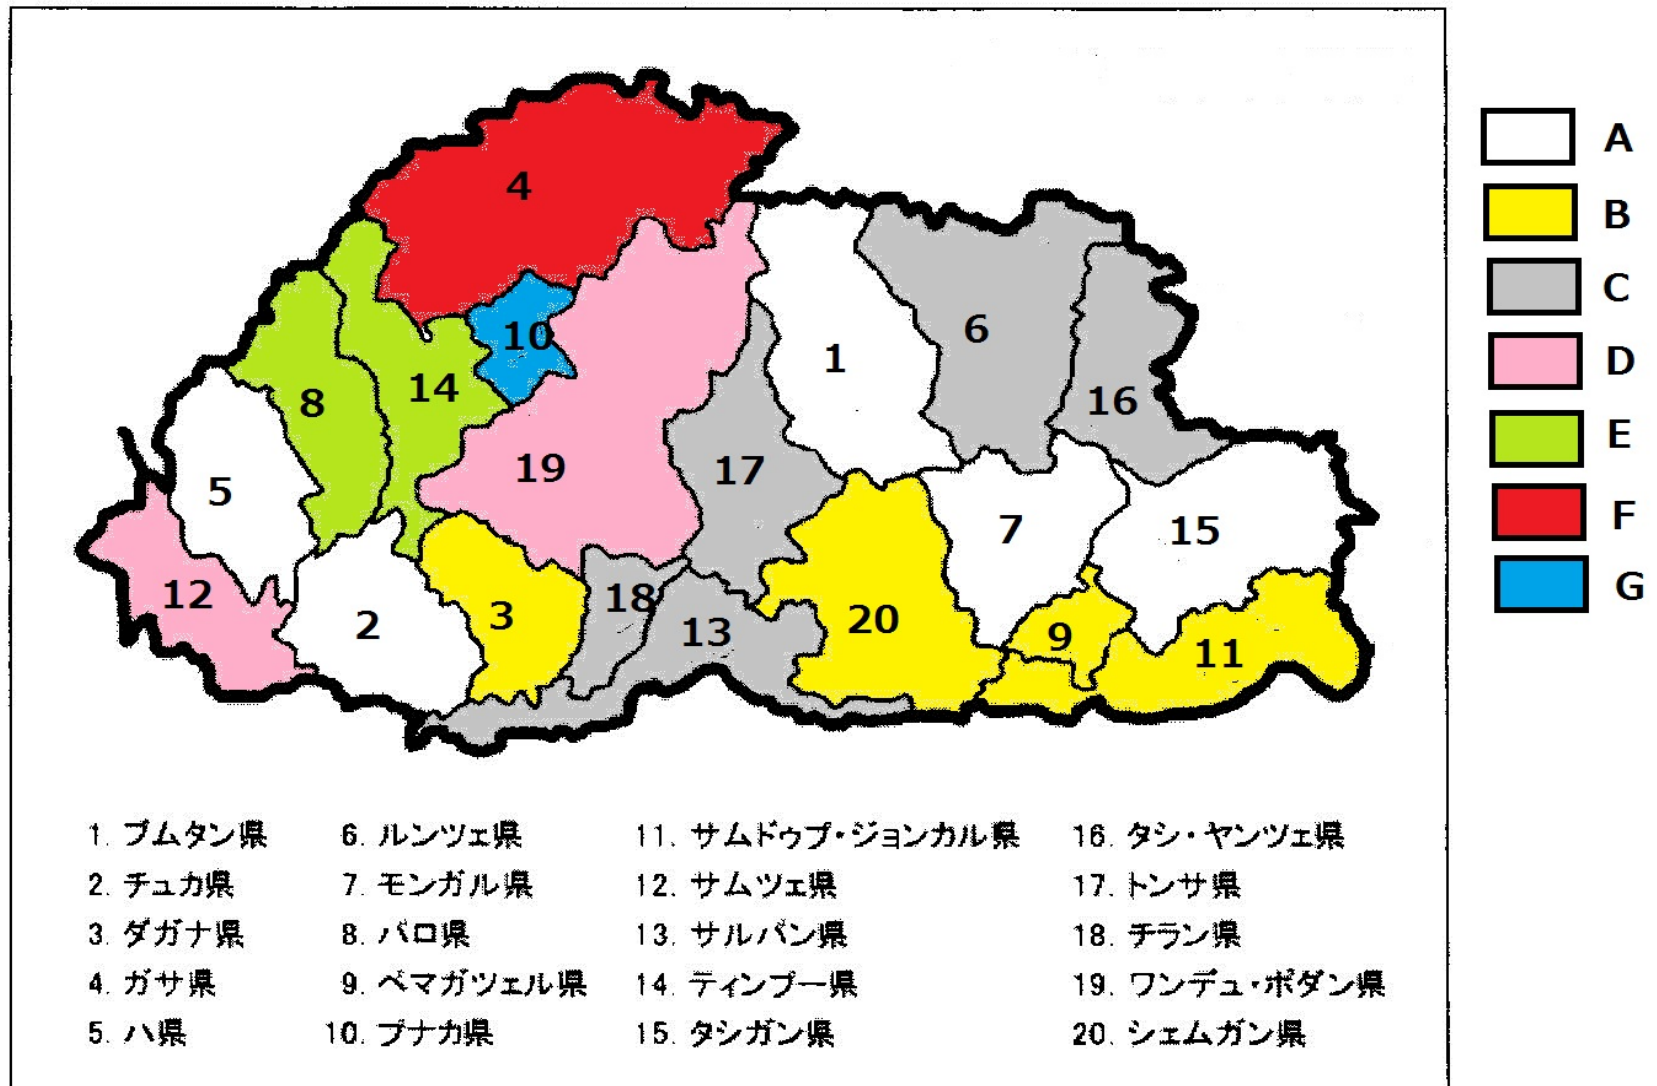 4
10
6
1
8
14
16
5
19
17
7
15
12
2
3
18
13
20
9
11
A
B
C
D
E
F
G
1. ブムタン県 6. ルンツェ県 11. サムドゥプ・ジョンカル県 16. タシ・ヤンツェ県
2. チュカ県 7. モンガル県 12. サムツェ県 17. トンサ県
3. ダガナ県 8. パロ県 13. サルパン県 18. チラン県
4. ガサ県 9. ペマガツェル県 14. ティンプー県 19. ワンデュ・ポダン県
5. ハ県 10. プナカ県 15. タシガン県 20. シェムガン県